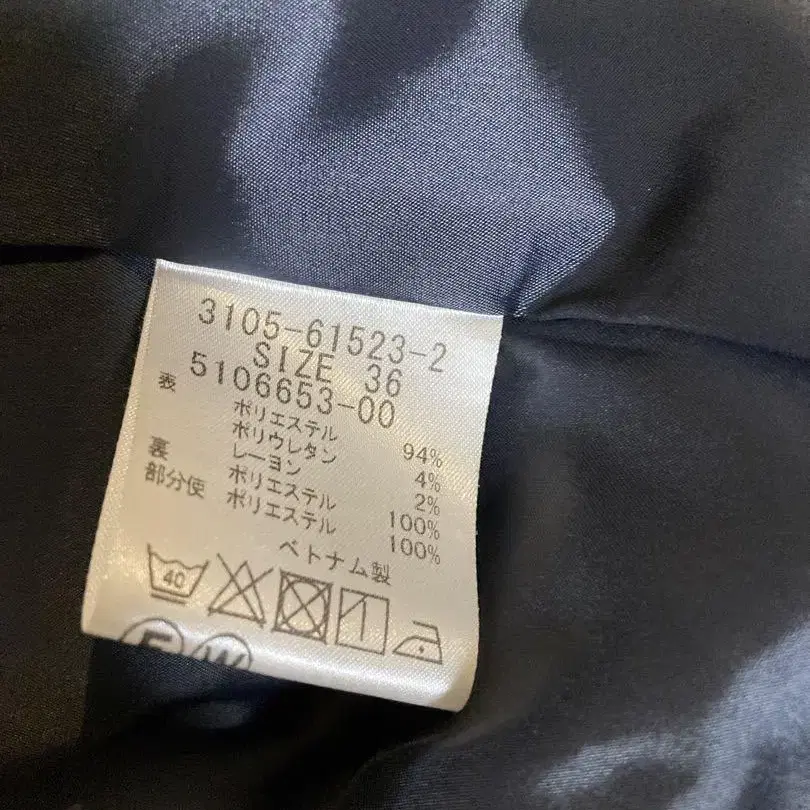 3105-61523-2
SIZE 36
5106653-00
表 ポリエステル 94%
ポリウレタン 4%
レーヨン 2%
裏 ポリエステル 100%
部分使 ポリエステル 100%
ベトナム製
40
F W